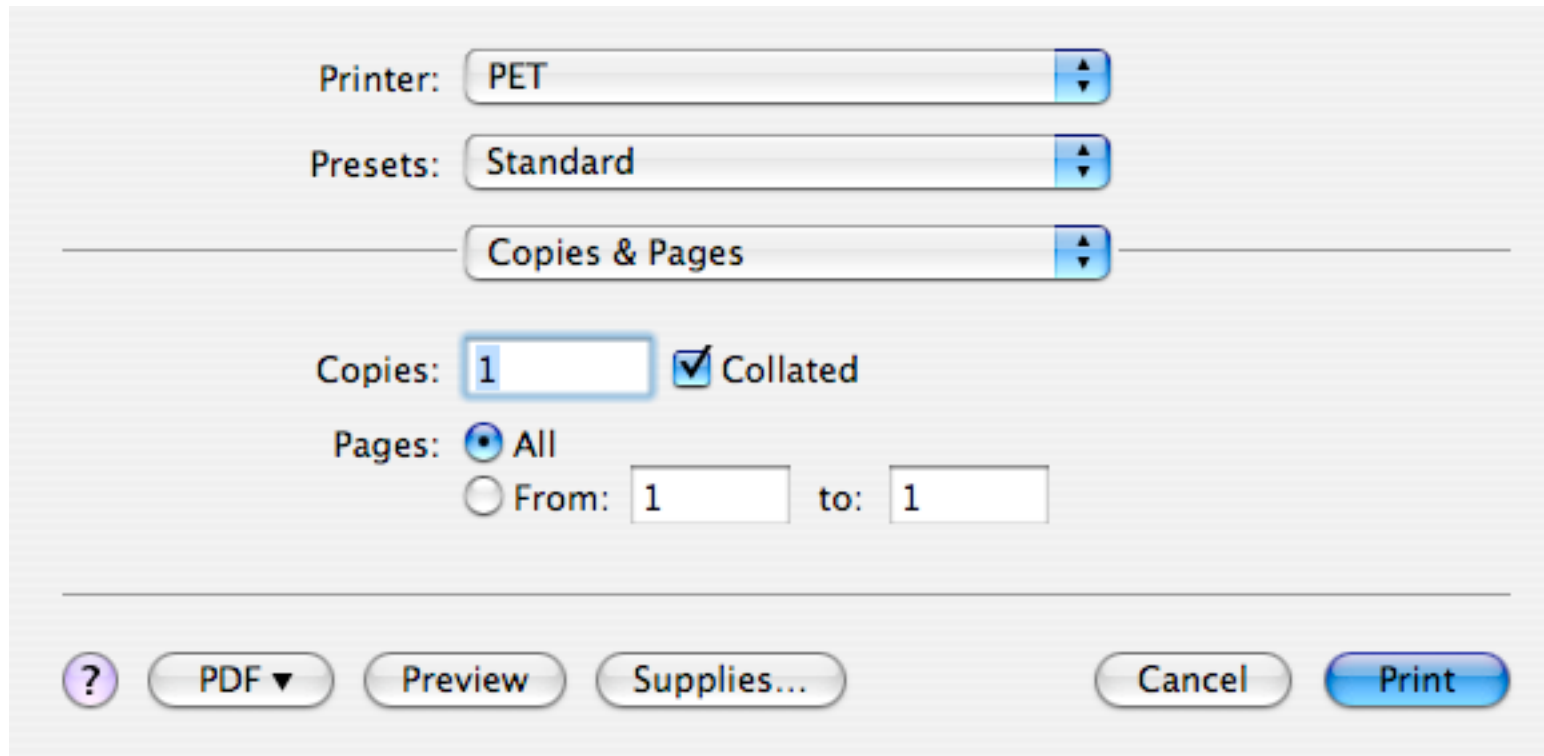 Printer: PET
Presets: Standard
Copies & Pages
Copies: 1 Collated
Pages: All
From: 1 to: 1
? PDF▼ Preview Supplies... Cancel Print